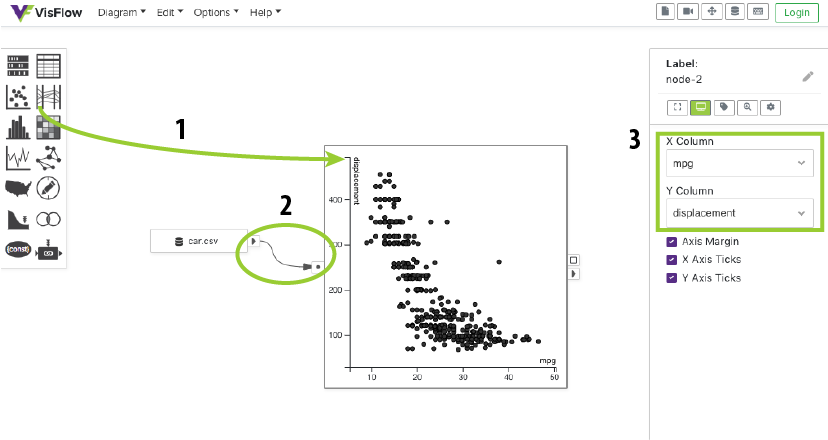 VisFlow Diagram Edit Options Help Login
Label:
node-2
1
3
X Column
mpg
Y Column
displacement
Axis Margin
X Axis Ticks
Y Axis Ticks
2
car.csv
displacement
400
300
200
100
mpg
10 20 30 40 50
{const}